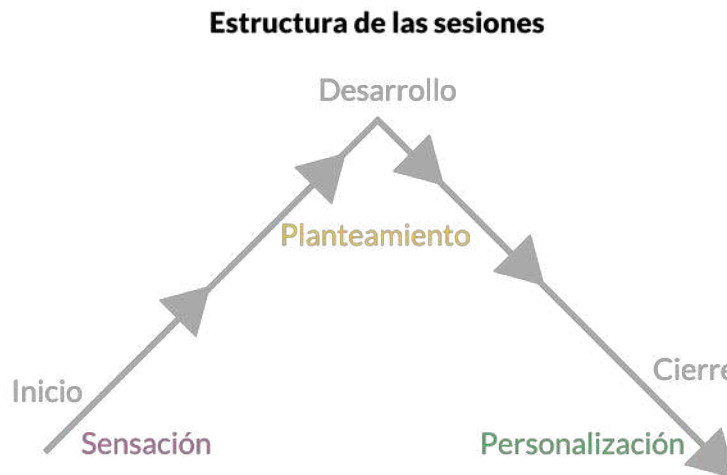 Estructura de las sesiones
Desarrollo
Planteamiento
Inicio
Cierre
Sensación
Personalización